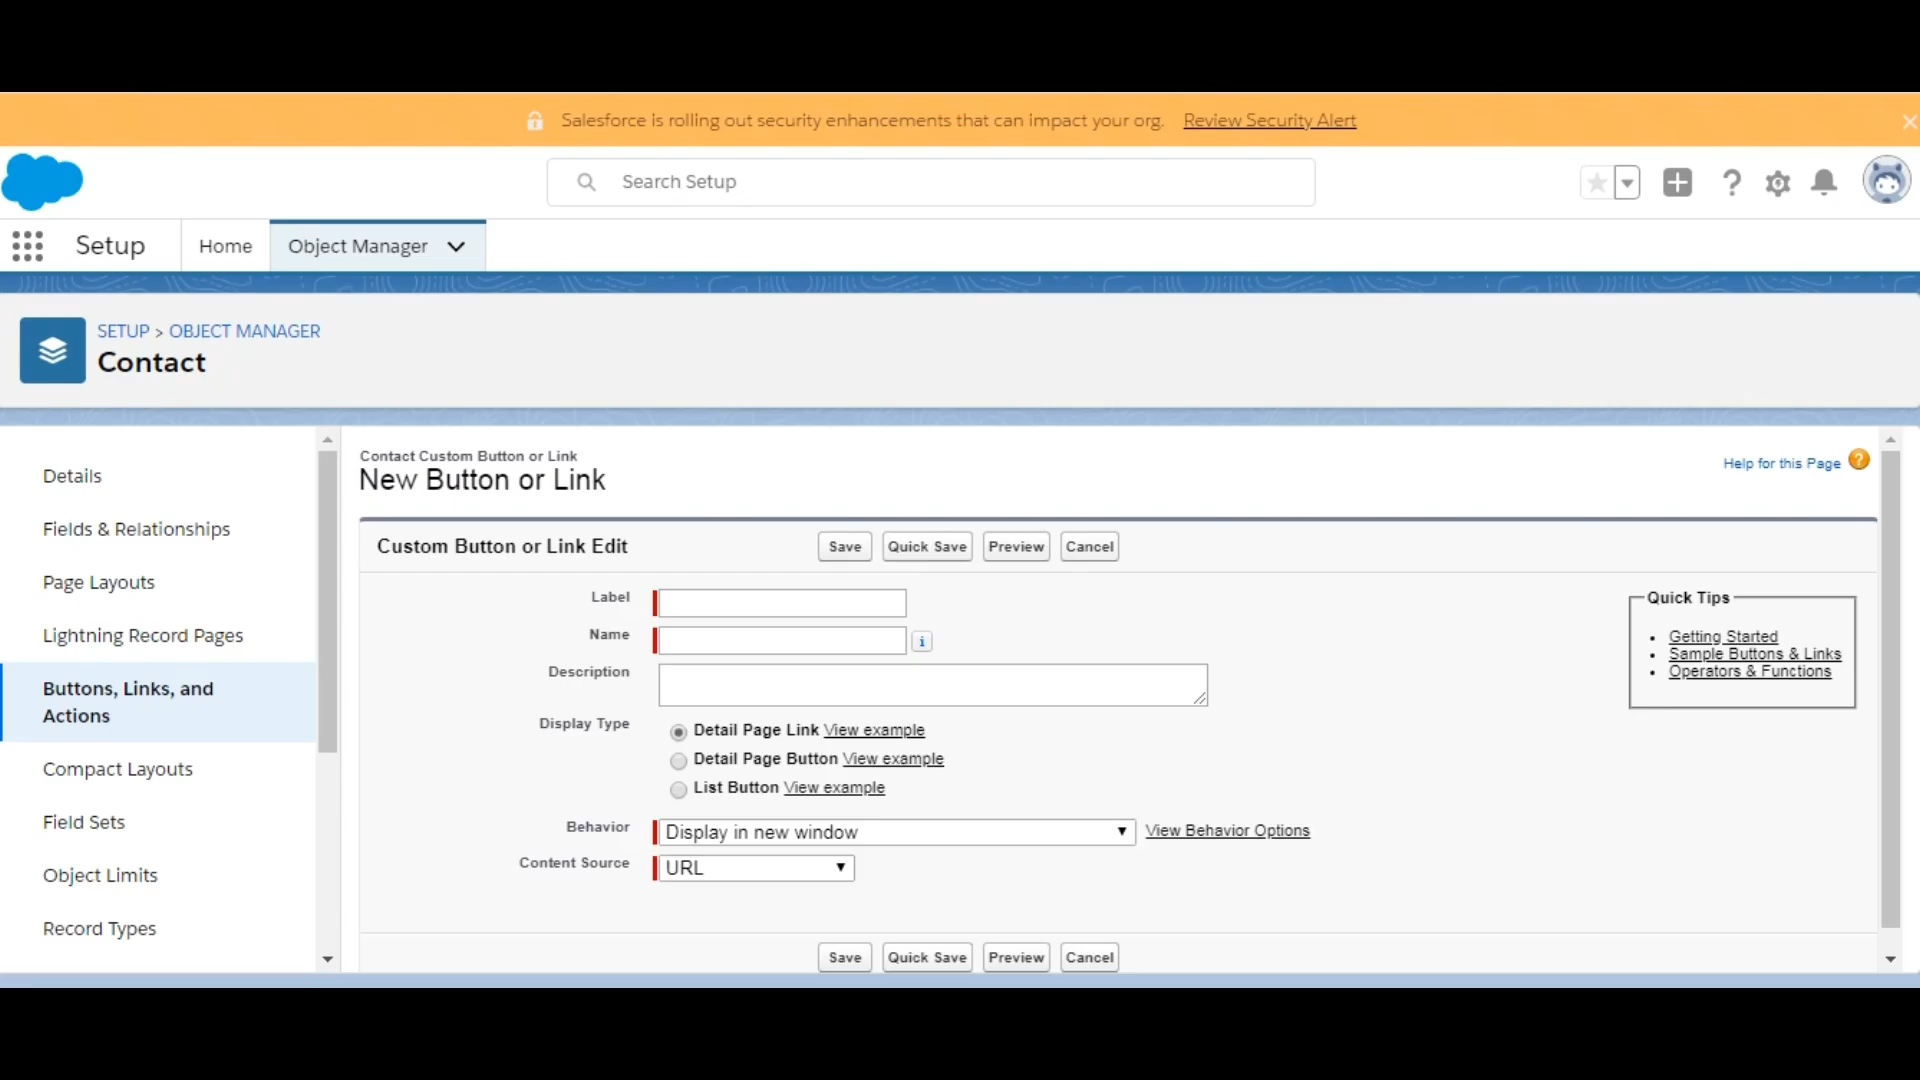 Salesforce is rolling out security enhancements that can impact your org. Review Security Alert
Search Setup
Setup
Home
Object Manager
SETUP > OBJECT MANAGER
Contact
Details
Fields & Relationships
Page Layouts
Lightning Record Pages
Buttons, Links, and
Actions
Compact Layouts
Field Sets
Object Limits
Record Types
Contact Custom Button or Link
New Button or Link
Help for this Page ?
Custom Button or Link Edit
Save Quick Save Preview Cancel
Label
Name i
Description
Display Type
Detail Page Link View example
Detail Page Button View example
List Button View example
Behavior Display in new window View Behavior Options
Content Source URL
Quick Tips
• Getting Started
• Sample Buttons & Links
• Operators & Functions
Save Quick Save Preview Cancel